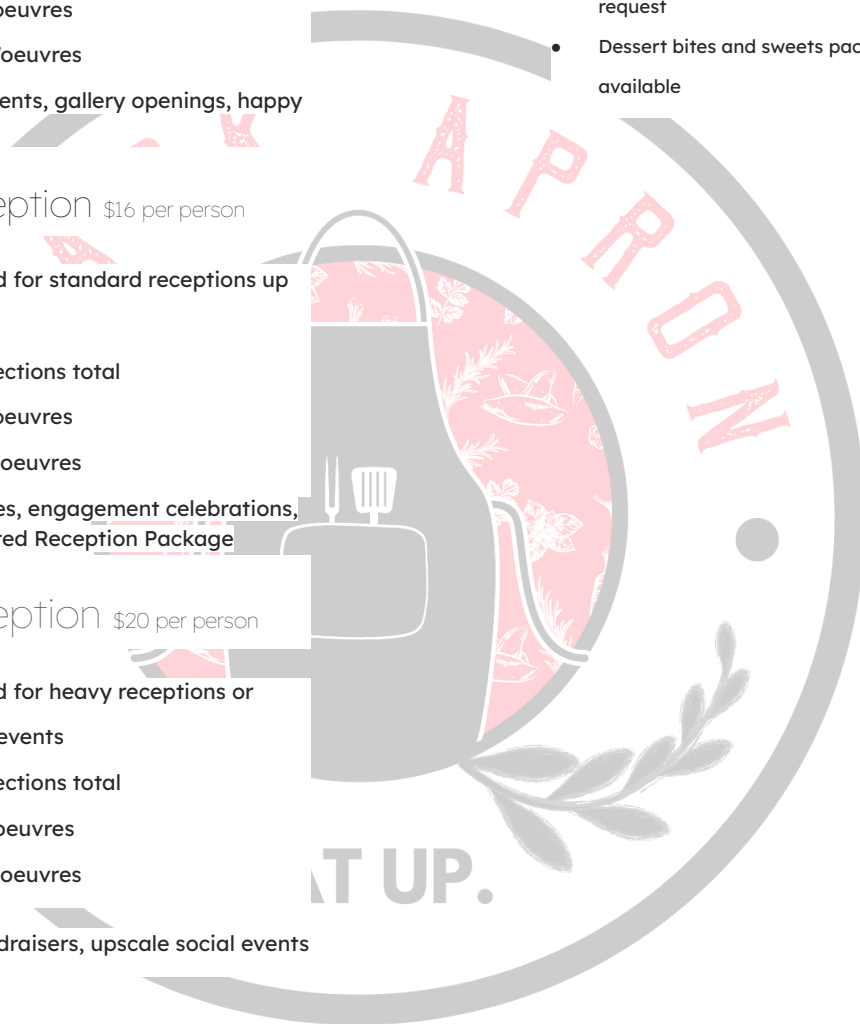 oeuvres
'oeuvres
ents, gallery openings, happy
eption $16 per person
d for standard receptions up
ections total
oeuvres
oeuvres
es, engagement celebrations,
red Reception Package
eption $20 per person
d for heavy receptions or
events
ections total
oeuvres
oeuvres
draisers, upscale social events
request
• Dessert bites and sweets pac
available
APRON
AT UP.